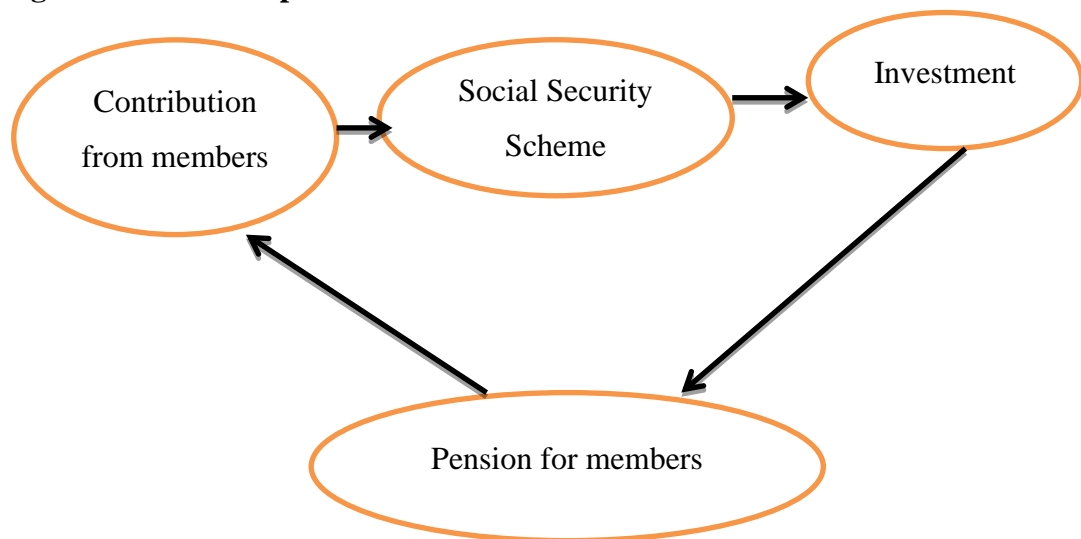 Contribution
from members
Social Security
Scheme
Investment
Pension for members